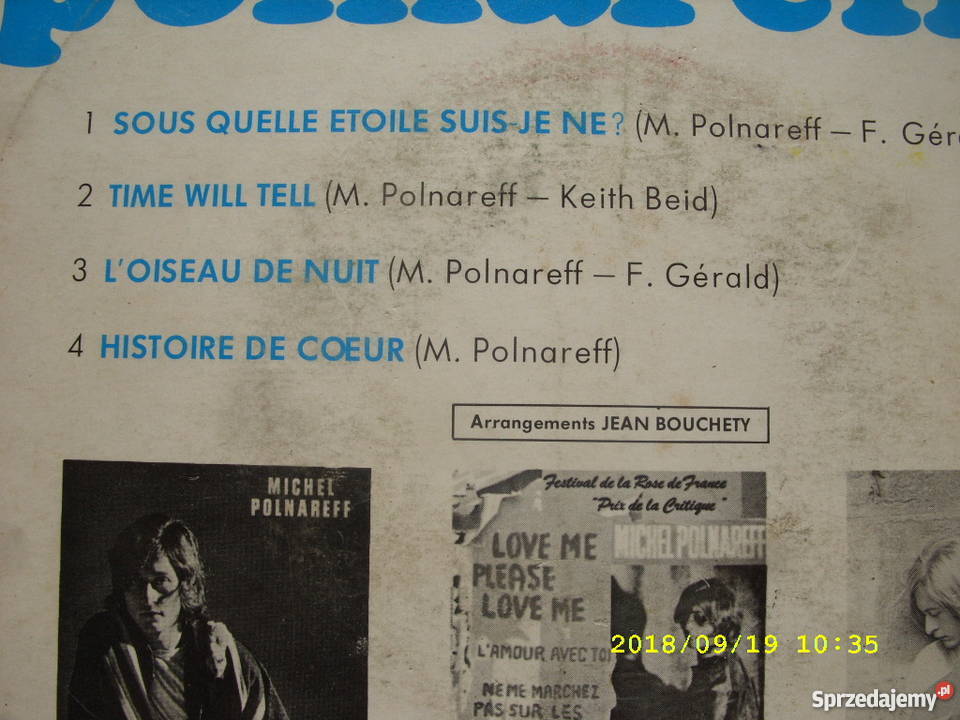 1 SOUS QUELLE ETOILE SUIS-JE NE? (M. Polnareff – F. Géra
2 TIME WILL TELL (M. Polnareff – Keith Beid)
3 L'OISEAU DE NUIT (M. Polnareff – F. Gérald)
4 HISTOIRE DE COEUR (M. Polnareff)
Arrangements JEAN BOUCHETY
MICHEL
POLNAREFF
Festival de la Rose de France
"Prix de la Critique"
MICHEL POLNAREFF
LOVE ME
PLEASE
LOVE ME
L'AMOUR AVEC TOI
NE ME MARCHEZ
PAS SUR LES
2018/09/19 10:35
Sprzedajemy.pl